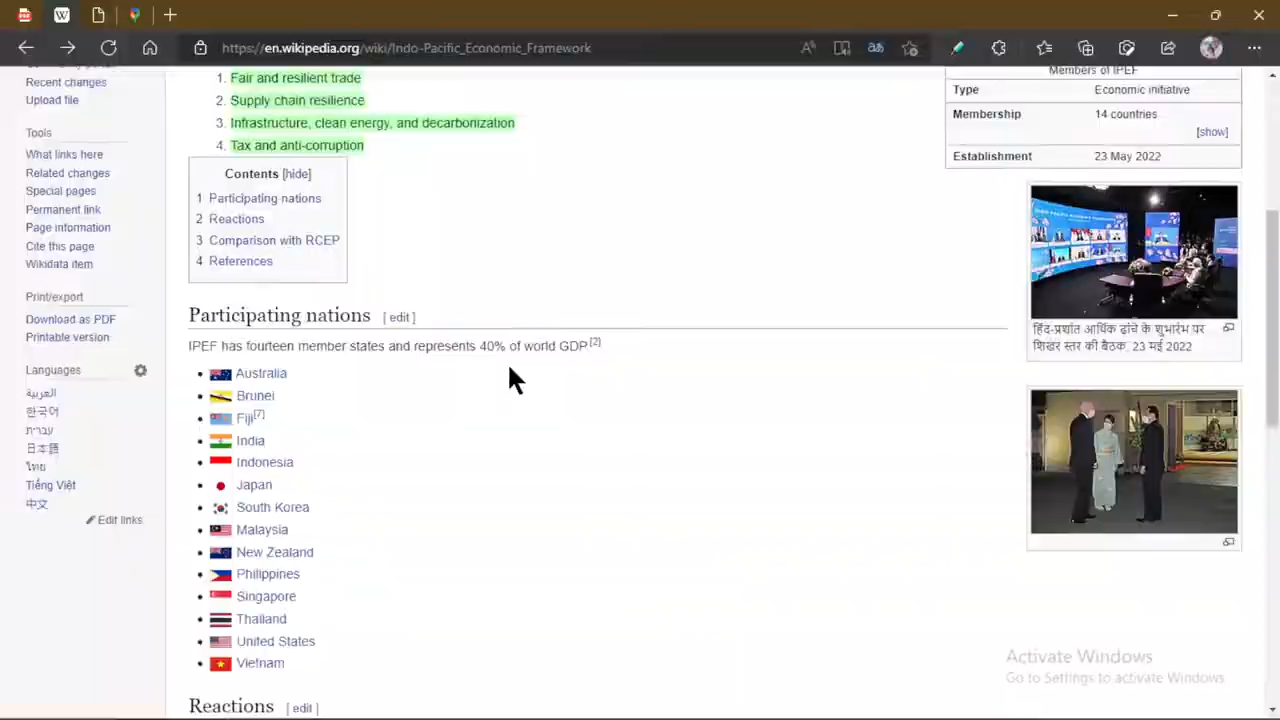 https://en.wikipedia.org/wiki/Indo-Pacific_Economic_Framework
Recent changes
Upload file
Tools
What links here
Related changes
Special pages
Permanent link
Page information
Cite this page
Wikidata item
Print/export
Download as PDF
Printable version
Languages
العربية
한국어
עברית
日本語
ไทย
Tiếng Việt
中文
Edit links
1. Fair and resilient trade
2. Supply chain resilience
3. Infrastructure, clean energy, and decarbonization
4. Tax and anti-corruption
Contents [hide]
1 Participating nations
2 Reactions
3 Comparison with RCEP
4 References
Participating nations [ edit ]
IPEF has fourteen member states and represents 40% of world GDP[2]
Australia
Brunei
Fiji[7]
India
Indonesia
Japan
South Korea
Malaysia
New Zealand
Philippines
Singapore
Thailand
United States
Vietnam
Reactions [ edit ]
Members of IPEF
Type Economic initiative
Membership 14 countries
[show]
Establishment 23 May 2022
हिंद-प्रशांत आर्थिक ढांचे के शुभारंभ पर
शिखर स्तर की बैठक, 23 मई 2022
Activate Windows
Go to Settings to activate Windows.